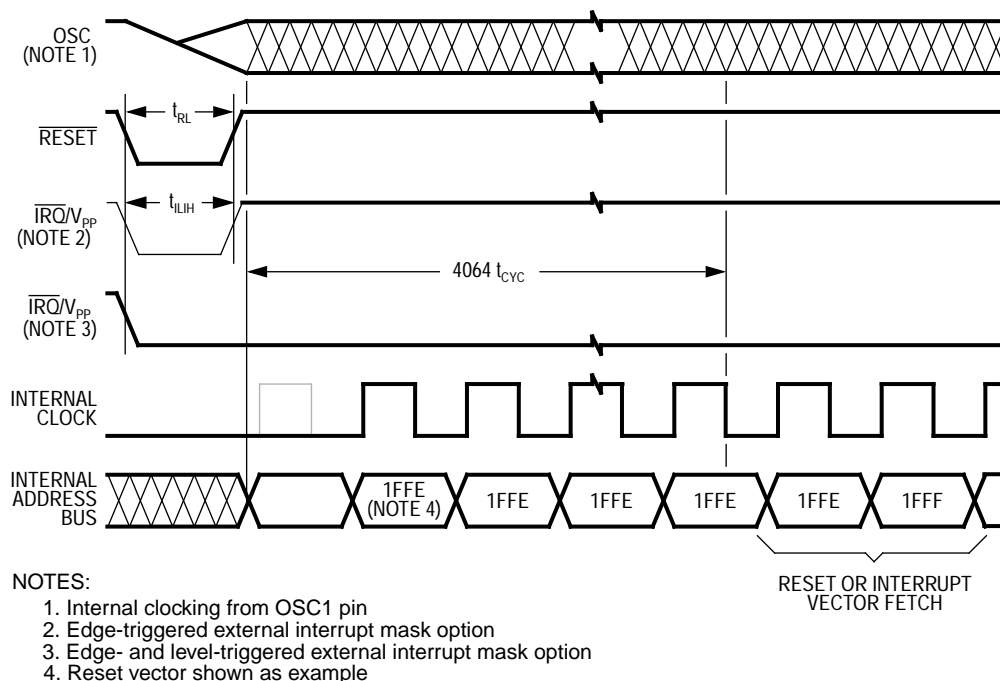 OSC
(NOTE 1)
tRL
RESET
tILIH
IRQ/VPP
(NOTE 2)
4064 tCYC
IRQ/VPP
(NOTE 3)
INTERNAL
CLOCK
INTERNAL
ADDRESS
BUS
1FFE
(NOTE 4)
1FFE
1FFE
1FFE
1FFE
1FFF
RESET OR INTERRUPT
VECTOR FETCH
NOTES:
1. Internal clocking from OSC1 pin
2. Edge-triggered external interrupt mask option
3. Edge- and level-triggered external interrupt mask option
4. Reset vector shown as example